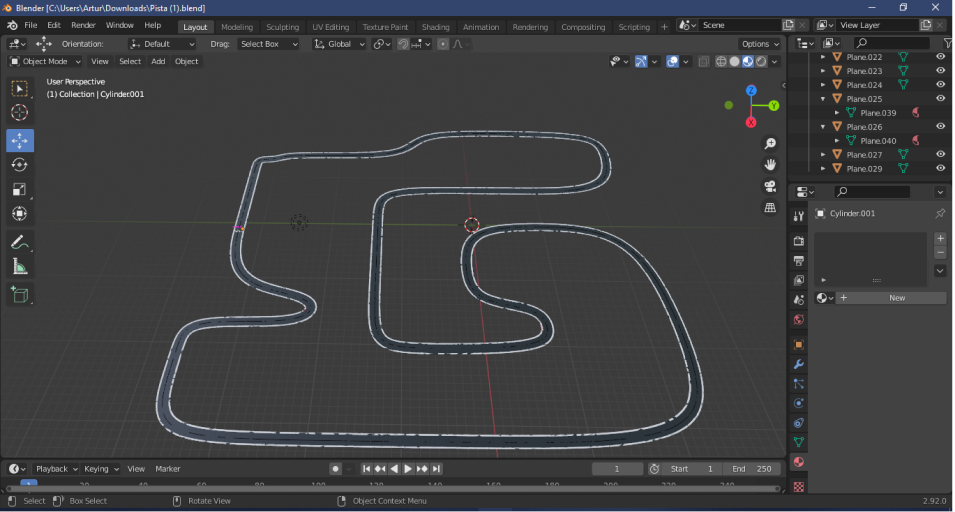 Blender [C:\Users\Artur\Downloads\Pista (1).blend]
File Edit Render Window Help Layout Modeling Sculpting UV Editing Texture Paint Shading Animation Rendering Compositing Scripting + Scene View Layer
Orientation: Default Drag: Select Box Global Options
Object Mode View Select Add Object
User Perspective
(1) Collection | Cylinder001
Z
Y
X
Plane.022
Plane.023
Plane.024
Plane.025
Plane.039
Plane.026
Plane.040
Plane.027
Plane.029
Cylinder.001
+ New
Playback Keying View Marker 1 Start 1 End 250
1 20 40 60 80 100 120 140 160 180 200 220 240
Select Box Select Rotate View Object Context Menu 2.92.0